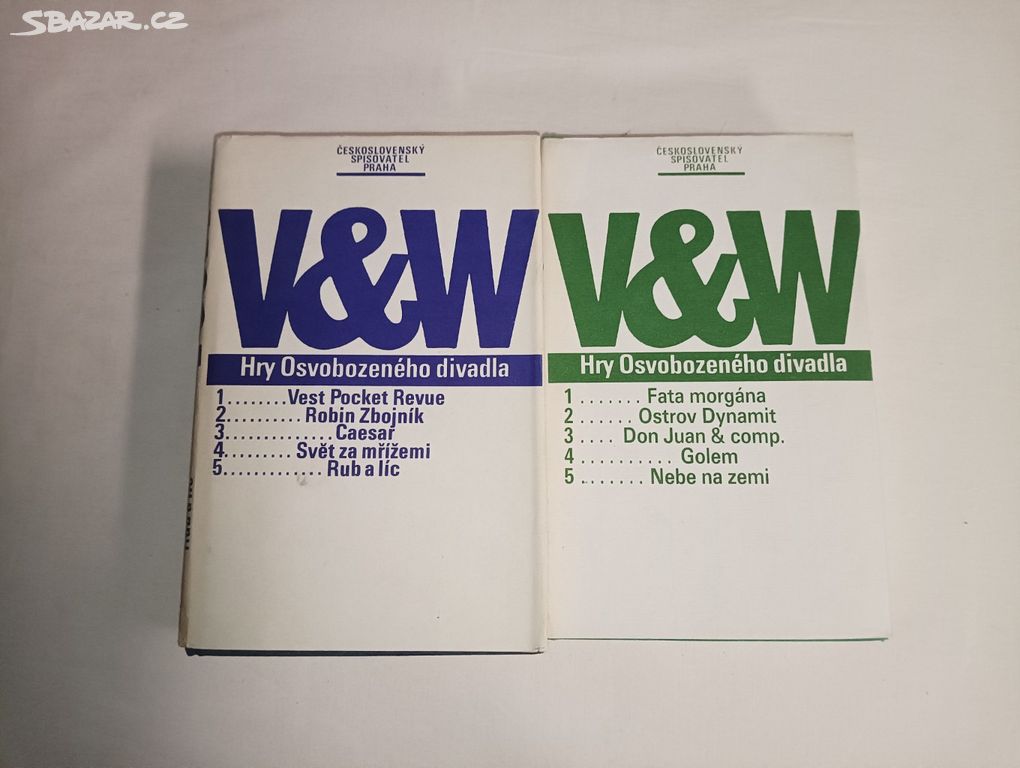 SBAZAR.CZ
ČESKOSLOVENSKÝ
SPISOVATEL
PRAHA
V&W
Hry Osvobozeného divadla
1........Vest Pocket Revue
2..........Robin Zbojník
3..............Caesar
4............Svět za mřížemi
5.............Rub a líc
ČESKOSLOVENSKÝ
SPISOVATEL
PRAHA
V&W
Hry Osvobozeného divadla
1.......Fata morgána
2......Ostrov Dynamit
3....Don Juan & comp.
4..........Golem
5.......Nebe na zemi